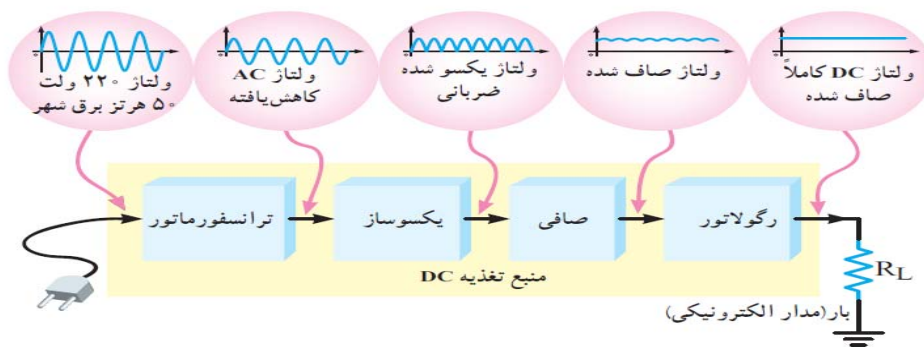 ولتاژ ۲۲۰ ولت
۵۰ هرتز برق شهر
ولتاژ AC
کاهش‌یافته
ولتاژ یکسو شده
ضربانی
ولتاژ صاف شده
ولتاژ DC کاملاً
صاف شده
ترانسفورماتور
یکسوساز
صافی
رگولاتور
منبع تغذیه DC
R_L
بار(مدار الکترونیکی)